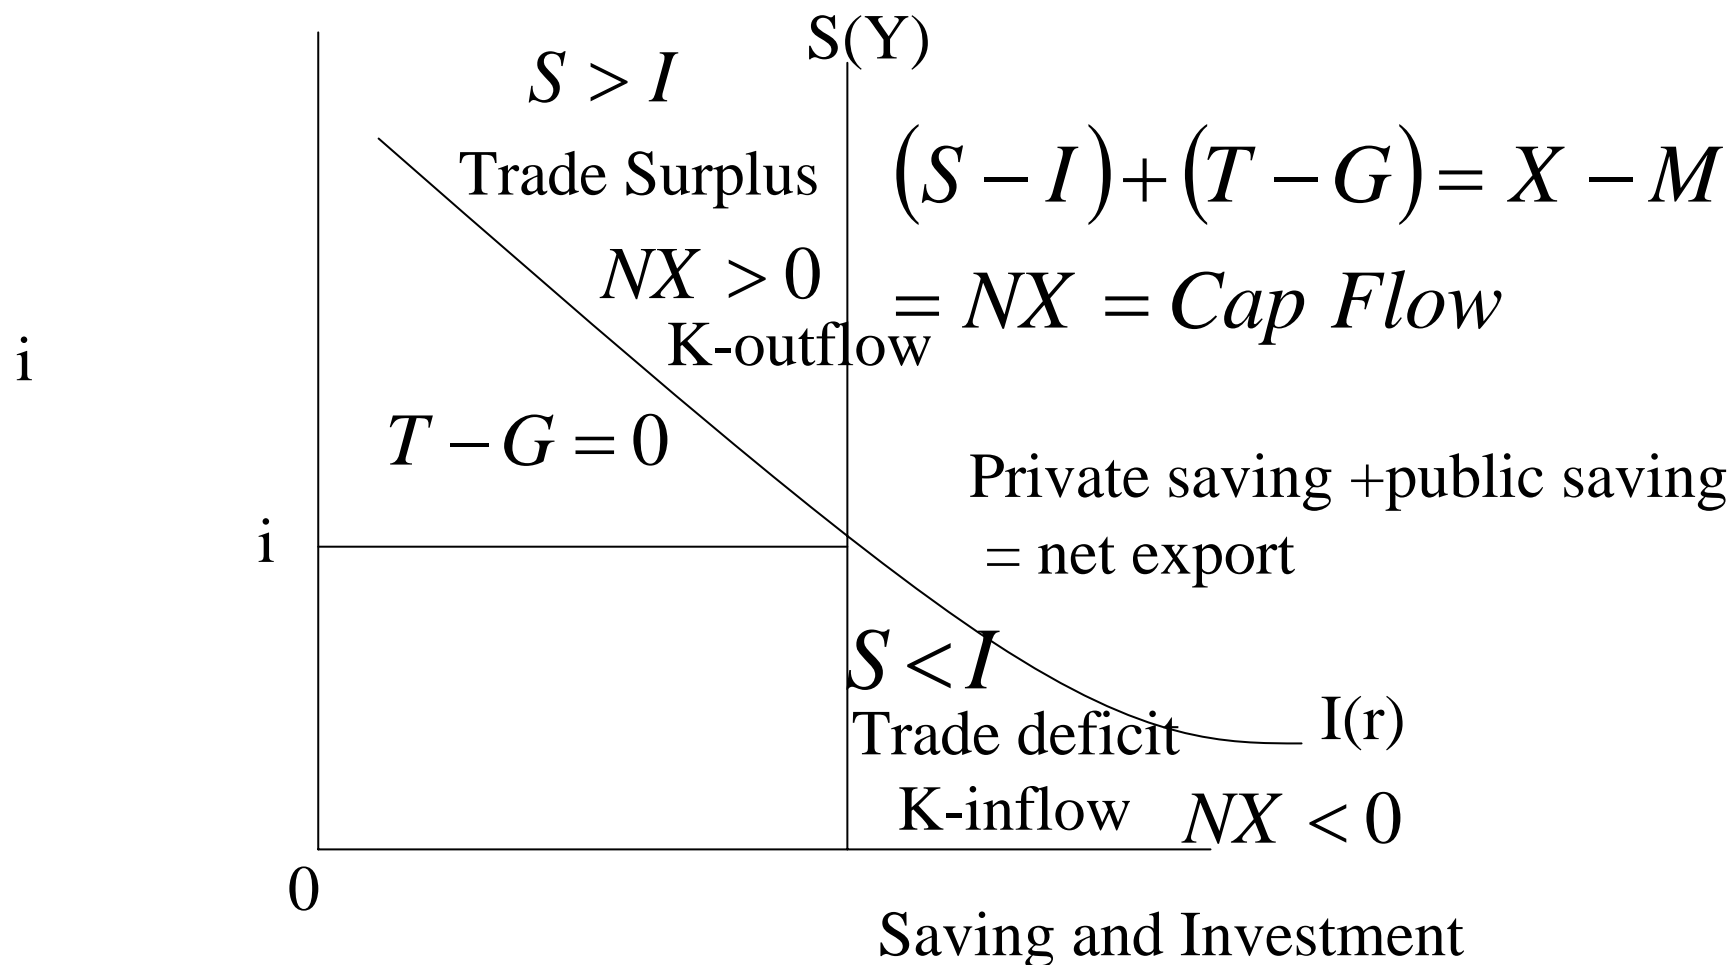 S(Y)
S > I
Trade Surplus
(S − I) + (T − G) = X − M
NX > 0
= NX = Cap Flow
K-outflow
i
T − G = 0
Private saving +public saving
= net export
i
S < I
I(r)
Trade deficit
K-inflow
NX < 0
0
Saving and Investment